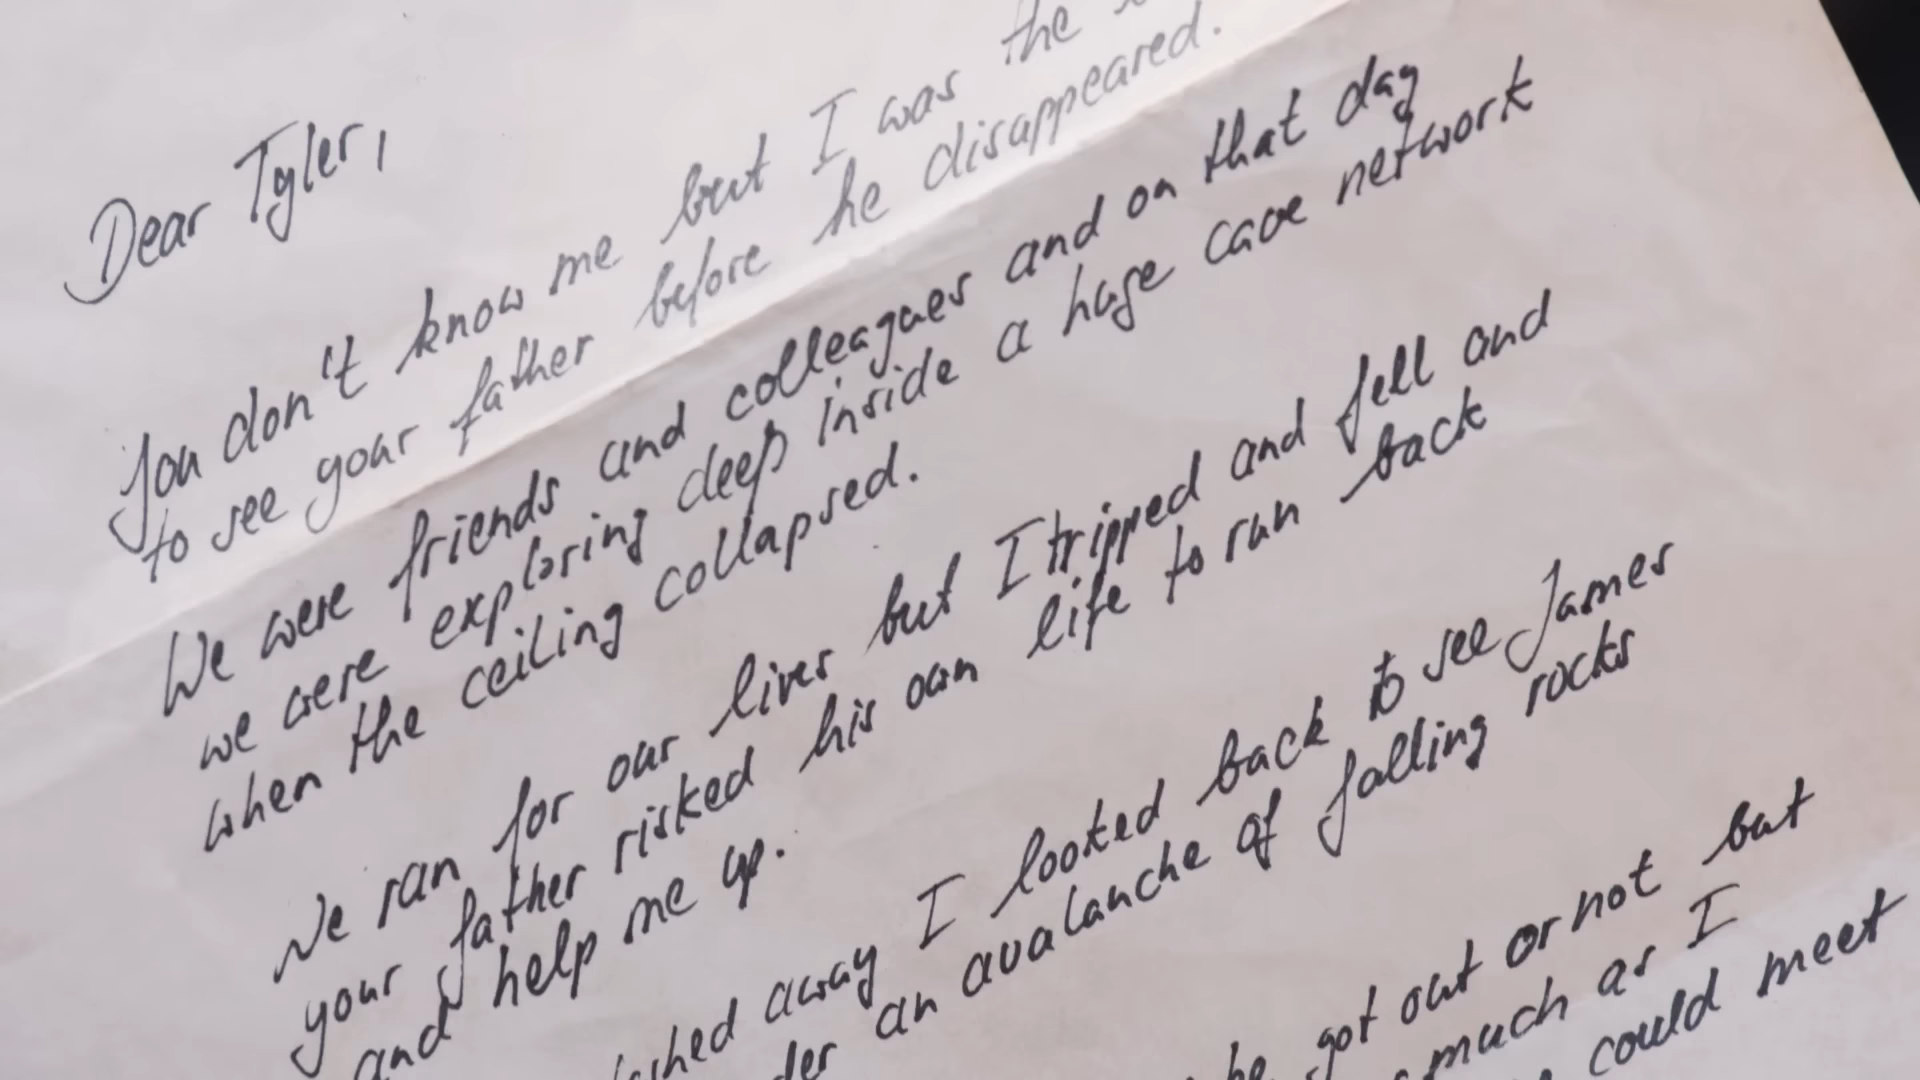 Dear Tyler,
You don't know me but I was the
to see your father before he disappeared.
We were friends and colleagues and on that day
we were exploring deep inside a huge cave network
when the ceiling collapsed.
We ran for our lives but I tripped and fell and
your father risked his own life to run back
and help me up.
away I looked back to see James
an avalanche of falling rocks
he got out or not but
much as I
could meet